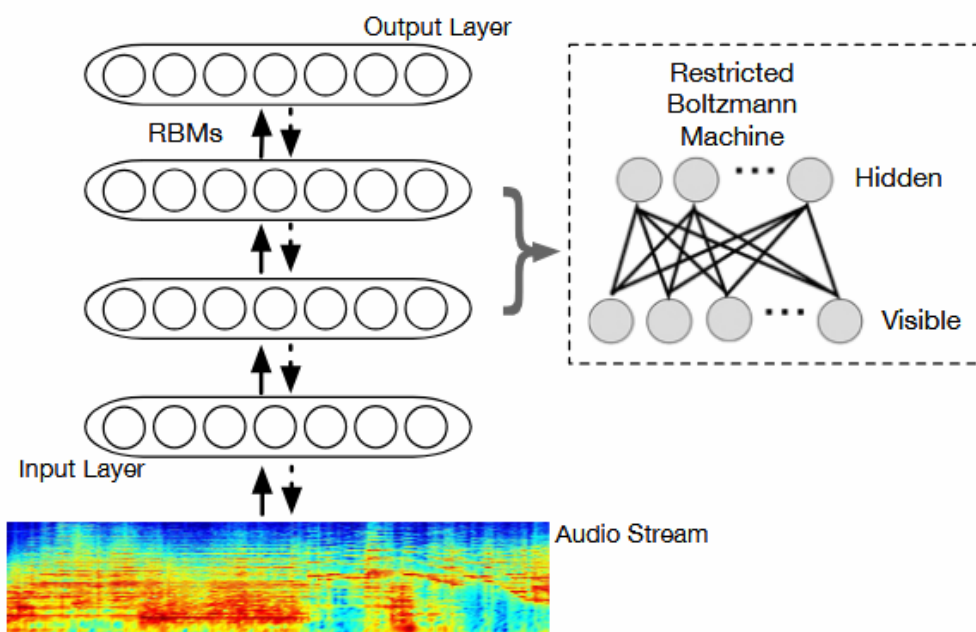 Output Layer
RBMs
Input Layer
Audio Stream
Restricted
Boltzmann
Machine
Hidden
Visible